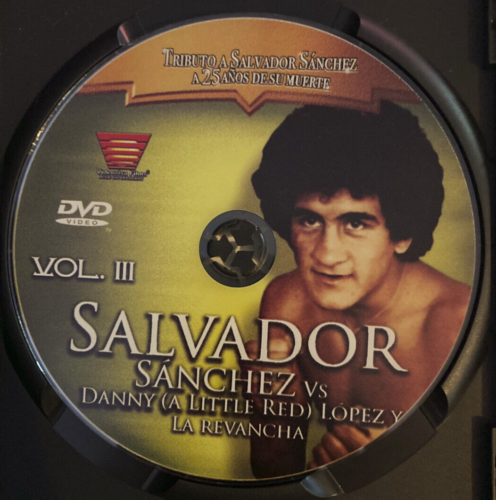 Tributo a Salvador Sánchez
a 25 años de su muerte
DVD
VIDEO
VOL. III
SALVADOR
SÁNCHEZ VS
DANNY (A LITTLE RED) LÓPEZ Y
LA REVANCHA